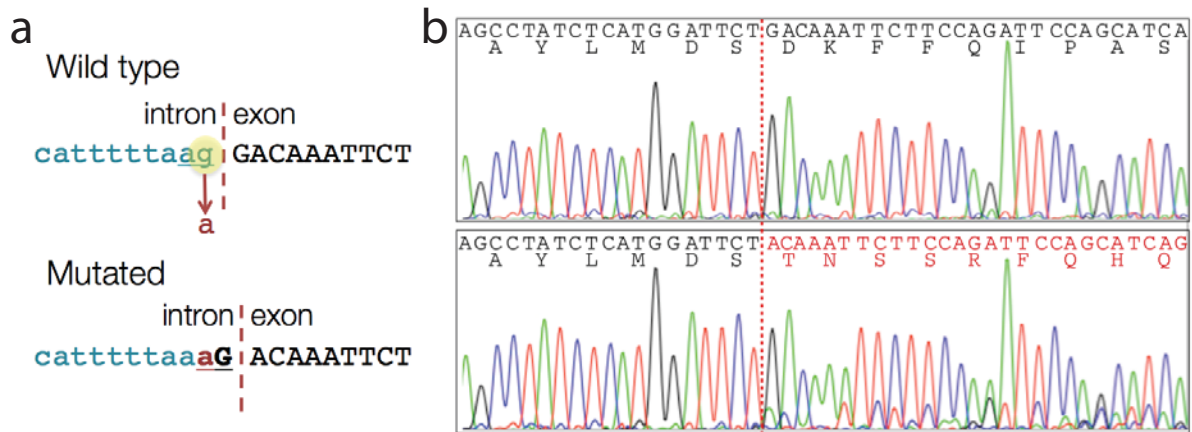 a
Wild type
intron exon
catttttaag GACAAATTCT
a
Mutated
intron exon
catttttaaaG ACAAATTCT
b
AGCCTATCTCATGGATTCTGACAAATTCTTCCAGATTCCAGCATCA
A Y L M D S D K F F Q I P A S
AGCCTATCTCATGGATTCTACAAATTCTTCCAGATTCCAGCATCAG
A Y L M D S T N S S R F Q H Q